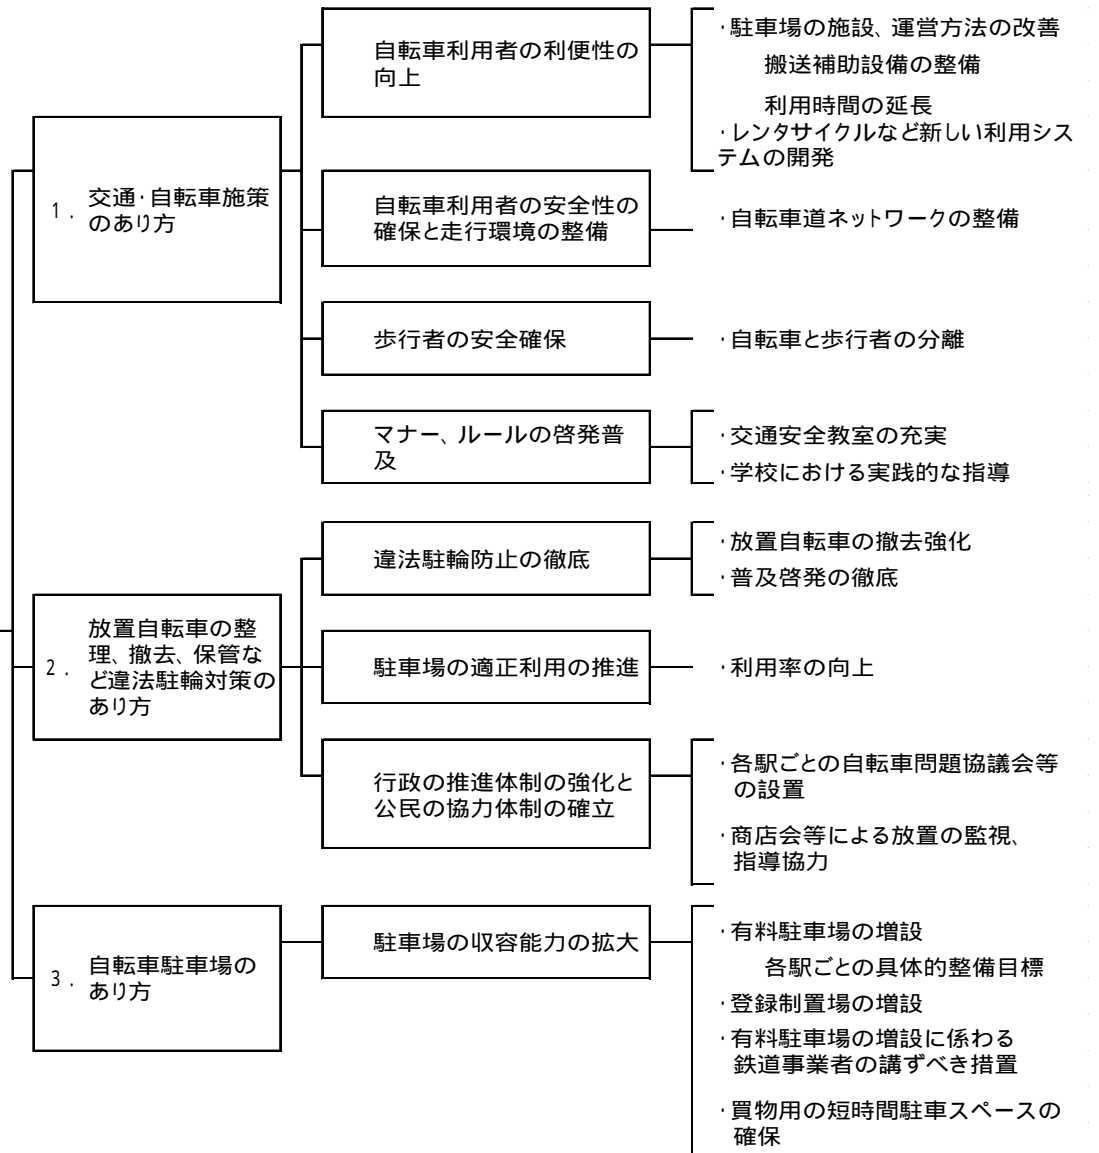 1. 交通・自転車施策
のあり方
自転車利用者の利便性の
向上
・駐車場の施設、運営方法の改善
搬送補助設備の整備
利用時間の延長
・レンタサイクルなど新しい利用シス
テムの開発
自転車利用者の安全性の
確保と走行環境の整備
・自転車道ネットワークの整備
歩行者の安全確保
・自転車と歩行者の分離
マナー、ルールの啓発普
及
・交通安全教室の充実
・学校における実践的な指導
2. 放置自転車の整
理、撤去、保管な
ど違法駐輪対策の
あり方
違法駐輪防止の徹底
・放置自転車の撤去強化
・普及啓発の徹底
駐車場の適正利用の推進
・利用率の向上
行政の推進体制の強化と
公民の協力体制の確立
・各駅ごとの自転車問題協議会等
の設置
・商店会等による放置の監視、
指導協力
3. 自転車駐車場の
あり方
駐車場の収容能力の拡大
・有料駐車場の増設
各駅ごとの具体的整備目標
・登録制置場の増設
・有料駐車場の増設に係わる
鉄道事業者の講ずべき措置
・買物用の短時間駐車スペースの
確保